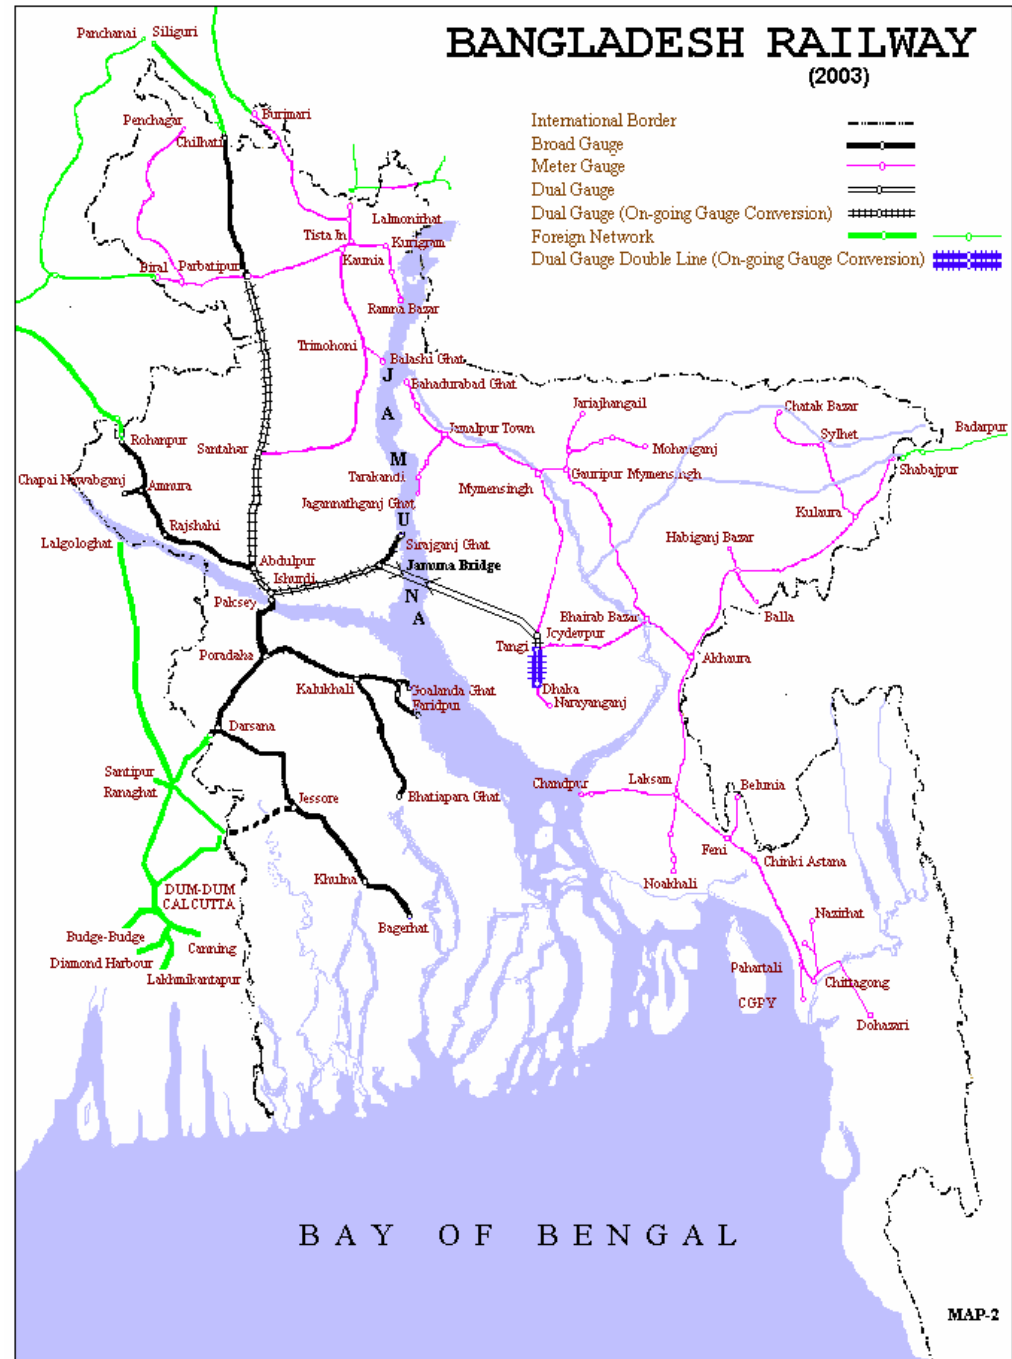 BANGLADESH RAILWAY
(2003)
International Border
Broad Gauge
Meter Gauge
Dual Gauge
Dual Gauge (On-going Gauge Conversion)
Foreign Network
Dual Gauge Double Line (On-going Gauge Conversion)
Panchanai
Siliguri
Penchagar
Chilhati
Burimari
Lalmonirhat
Tista Jn
Kurigram
Kaunia
Biral
Parbatipur
Ramna Bazar
Trimohoni
Balashi Ghat
Bahadurabad Ghat
JAMUNA
Jariajhangail
Chatak Bazar
Badarpur
Rohanpur
Santahar
Jamalpur Town
Mohanganj
Sylhet
Shabajpur
Chapai Nawabganj
Amnura
Tarakandi
Mymensingh
Gauripur Mymensingh
Jagannathganj Ghat
Kulaura
Rajshahi
Lalgologhat
Sirajganj Ghat
Habiganj Bazar
Abdulpur
Jamuna Bridge
Ishurdi
Paksey
Bhairab Bazar
Balla
Joydevpur
Tangi
Akhaura
Poradaha
Kalukhali
Goalanda Ghat
Faridpur
Dhaka
Narayanganj
Darsana
Santipur
Ranaghat
Jessore
Bhatiapara Ghat
Chandpur
Laksam
Belunia
Feni
Chinki Astana
Khulna
Noakhali
DUM-DUM
CALCUTTA
Bagerhat
Nazirhat
Budge-Budge
Canning
Diamond Harbour
Lakhmikantapur
Pahartali
Chittagong
CGPY
Dohazari
BAY OF BENGAL
MAP-2